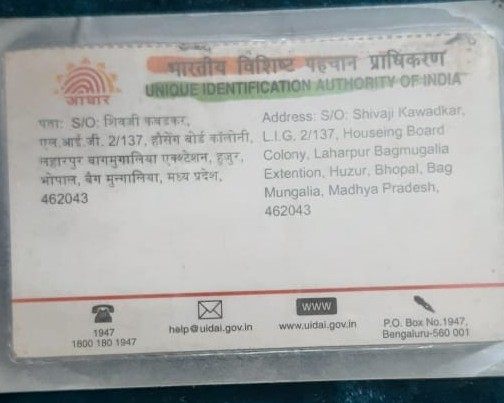 भारतीय विशिष्ट पहचान प्राधिकरण
UNIQUE IDENTIFICATION AUTHORITY OF INDIA
आधार
पता: S/O: शिवजी कवडकर,
एल.आई.जी. 2/137, हौसेंग बोर्ड कॉलोनी,
लहारपुर बागमुगालिया एक्स्टेंशन, हुजुर,
भोपाल, बैग मुन्गालिया, मध्य प्रदेश,
462043
Address: S/O: Shivaji Kawadkar,
L.I.G, 2/137, Houseing Board
Colony, Laharpur Bagmugalia
Extention, Huzur, Bhopal, Bag
Mungalia, Madhya Pradesh,
462043
1947
1800 180 1947
help@uidai.gov.in
WWW
www.uidai.gov.in
P.O. Box No.1947,
Bengaluru-560 001